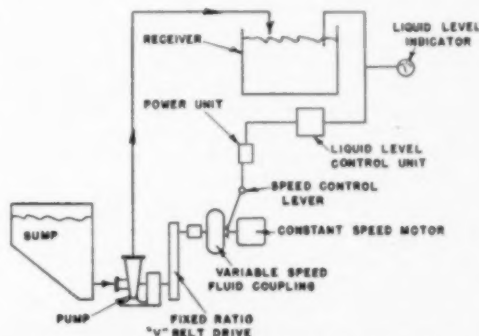 LIQUID LEVEL
INDICATOR
RECEIVER
POWER UNIT
LIQUID LEVEL
CONTROL UNIT
SPEED CONTROL
LEVER
SUMP
CONSTANT SPEED MOTOR
VARIABLE SPEED
FLUID COUPLING
PUMP
FIXED RATIO
"V" BELT DRIVE